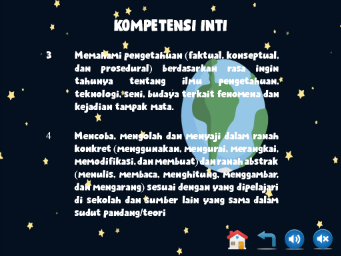 KOMPETENSI INTI
3 Memahami pengetahuan (faktual, konseptual,
dan prosedural) berdasarkan rasa ingin
tahunya tentang ilmu pengetahuan,
teknologi, seni, budaya terkait fenomena dan
kejadian tampak mata.
4 Mencoba, mengolah dan menyaji dalam ranah
konkret (menggunakan, mengurai, merangkai,
memodifikasi, dan membuat) dan ranah abstrak
(menulis, membaca, menghitung, menggambar,
dan mengarang) sesuai dengan yang dipelajari
di sekolah dan sumber lain yang sama dalam
sudut pandang/teori